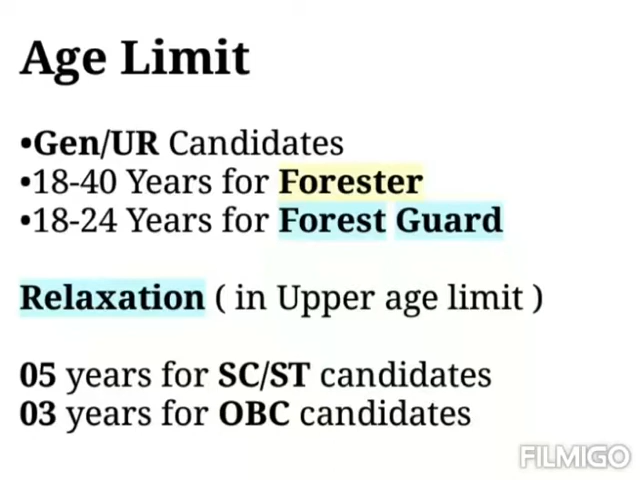 Age Limit
•Gen/UR Candidates
•18-40 Years for Forester
•18-24 Years for Forest Guard
Relaxation ( in Upper age limit )
05 years for SC/ST candidates
03 years for OBC candidates
FILMIGO